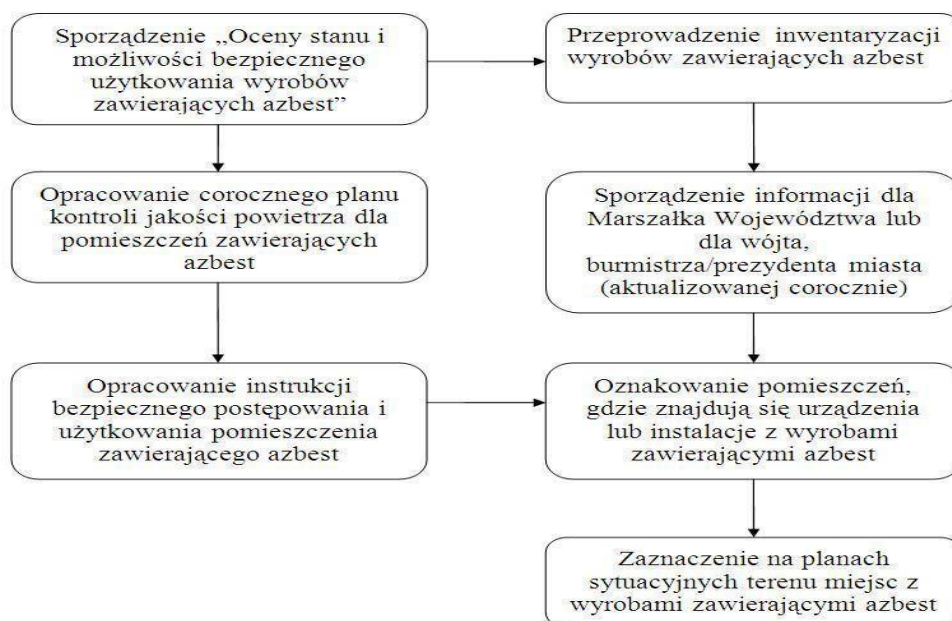 Sporządzenie „Oceny stanu i
możliwości bezpiecznego
użytkowania wyrobów
zawierających azbest”
Przeprowadzenie inwentaryzacji
wyrobów zawierających azbest
Opracowanie corocznego planu
kontroli jakości powietrza dla
pomieszczeń zawierających
azbest
Sporządzenie informacji dla
Marszałka Województwa lub
dla wójta,
burmistrza/prezydenta miasta
(aktualizowanej corocznie)
Opracowanie instrukcji
bezpiecznego postępowania i
użytkowania pomieszczenia
zawierającego azbest
Oznakowanie pomieszczeń,
gdzie znajdują się urządzenia
lub instalacje z wyrobami
zawierającymi azbest
Zaznaczenie na planach
sytuacyjnych terenu miejsc z
wyrobami zawierającymi azbest